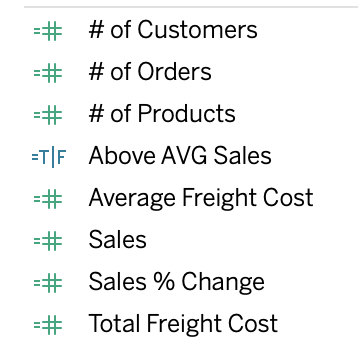 =# # of Customers
=# # of Orders
=# # of Products
=T|F Above AVG Sales
=# Average Freight Cost
=# Sales
=# Sales % Change
=# Total Freight Cost